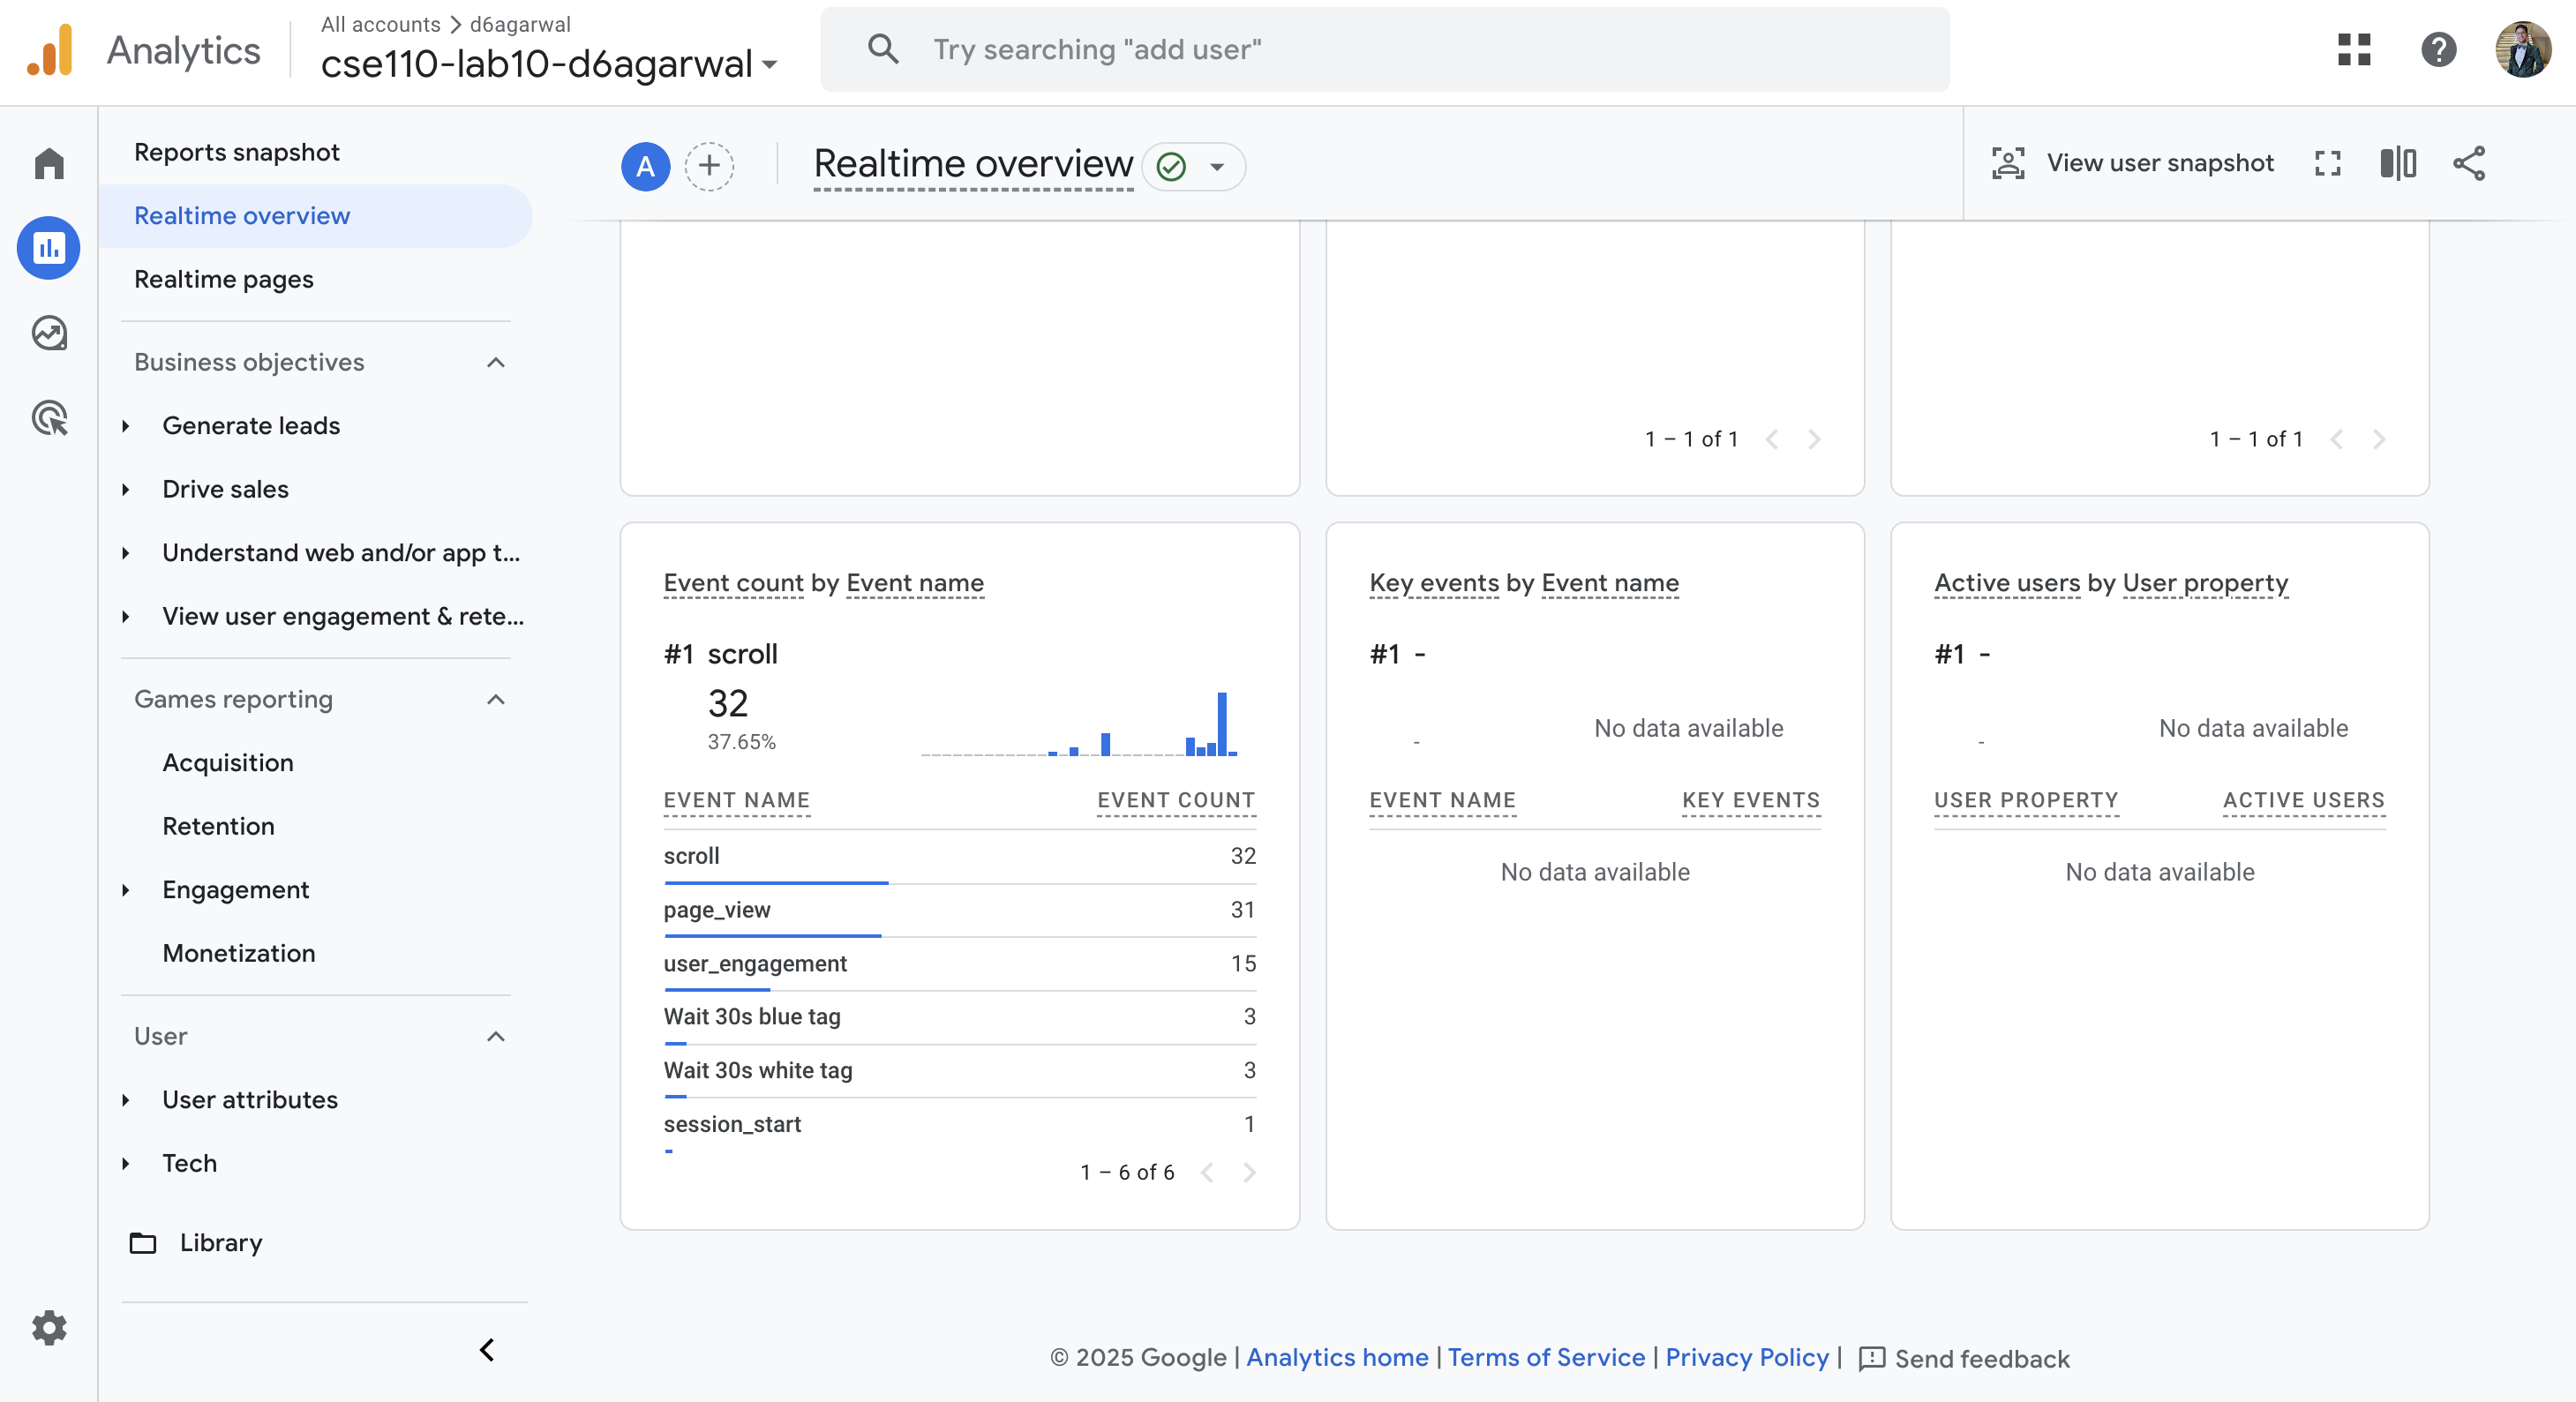 Analytics
All accounts > d6agarwal
cse110-lab10-d6agarwal
Try searching "add user"
Reports snapshot
Realtime overview
Realtime pages
Business objectives
Generate leads
Drive sales
Understand web and/or app t...
View user engagement & rete...
Games reporting
Acquisition
Retention
Engagement
Monetization
User
User attributes
Tech
Library
A
Realtime overview
View user snapshot
1 – 1 of 1
1 – 1 of 1
Event count by Event name
#1 scroll
32
37.65%
EVENT NAME EVENT COUNT
scroll 32
page_view 31
user_engagement 15
Wait 30s blue tag 3
Wait 30s white tag 3
session_start 1
1 – 6 of 6
Key events by Event name
#1 -
No data available
-
EVENT NAME KEY EVENTS
No data available
Active users by User property
#1 -
No data available
-
USER PROPERTY ACTIVE USERS
No data available
© 2025 Google | Analytics home | Terms of Service | Privacy Policy | Send feedback